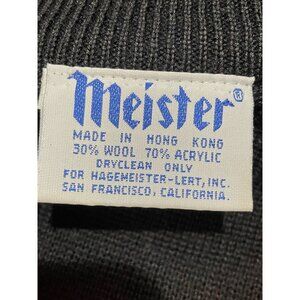 Meister®
MADE IN HONG KONG
30% WOOL 70% ACRYLIC
DRYCLEAN ONLY
FOR HAGEMEISTER-LERT, INC.
SAN FRANCISCO, CALIFORNIA.